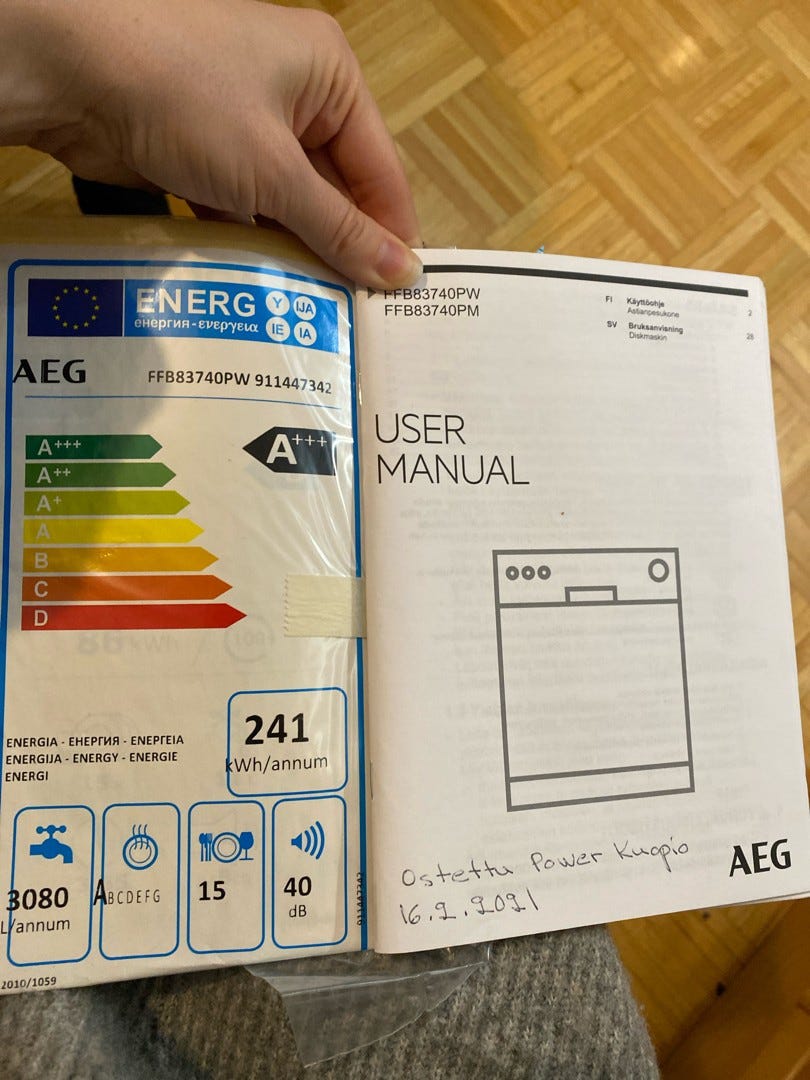 ENERG Y IJA
енергия - ενεργεια IE IA
AEG
FFB83740PW 911447342
A+++
A++
A+
A
B
C
D
A+++
241
kWh/annum
ENERGIA - ЕНЕРГИЯ - ΕΝΕΡΓΕΙΑ
ENERGIJA - ENERGY - ENERGIE
ENERGI
3080
L/annum
ABCDEFG
15
40
dB
911447342
2010/1059
FFB83740PW
FFB83740PM
FI Käyttöohje 2
Astianpesukone
SV Bruksanvisning 28
Diskmaskin
USER
MANUAL
Ostettu Power Kuopio
16.2.2021
AEG